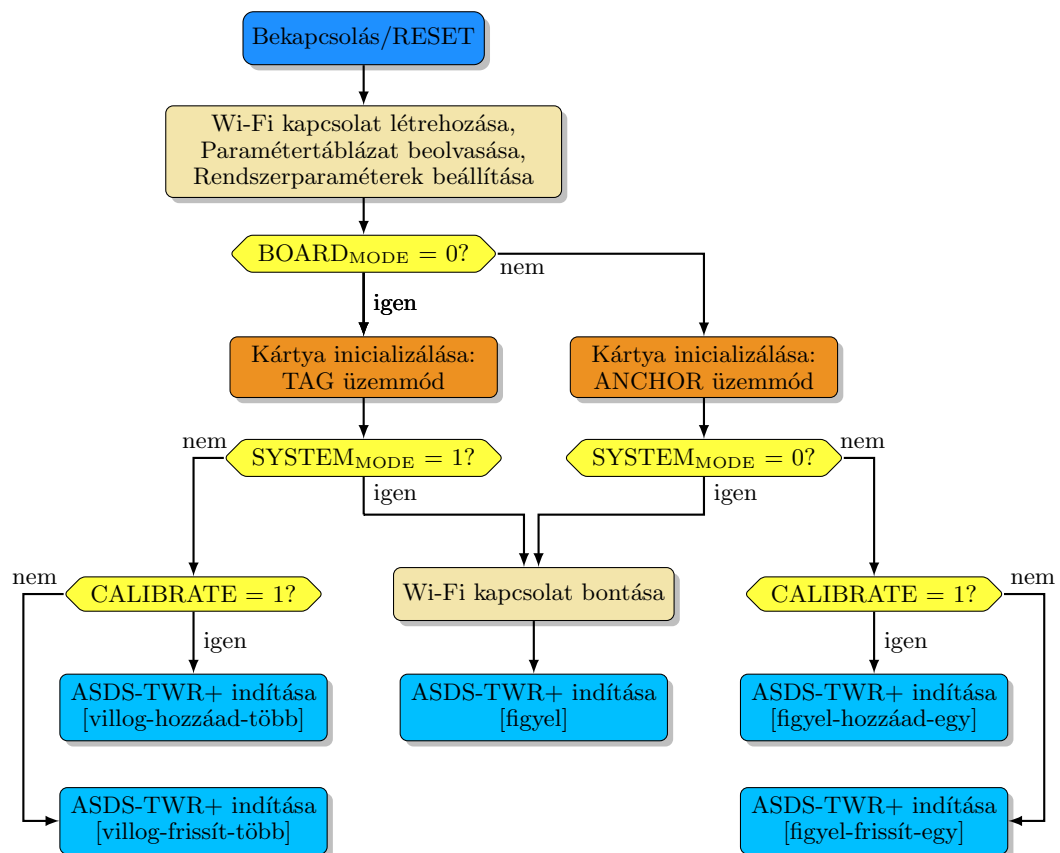 Bekapcsolás/RESET
Wi-Fi kapcsolat létrehozása,
Paramétertáblázat beolvasása,
Rendszerparaméterek beállítása
BOARD_MODE = 0?
nem
igen
Kártya inicializálása:
TAG üzemmód
Kártya inicializálása:
ANCHOR üzemmód
nem
SYSTEM_MODE = 1?
igen
SYSTEM_MODE = 0?
nem
igen
nem
CALIBRATE = 1?
igen
Wi-Fi kapcsolat bontása
CALIBRATE = 1?
nem
igen
ASDS-TWR+ indítása
[villog-hozzáad-több]
ASDS-TWR+ indítása
[figyel]
ASDS-TWR+ indítása
[figyel-hozzáad-egy]
ASDS-TWR+ indítása
[villog-frissít-több]
ASDS-TWR+ indítása
[figyel-frissít-egy]